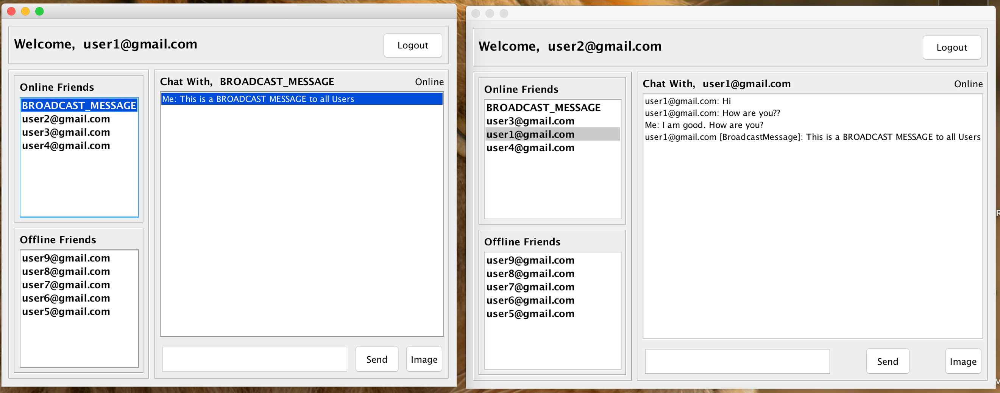 Welcome, user1@gmail.com
Logout
Online Friends
BROADCAST_MESSAGE
user2@gmail.com
user3@gmail.com
user4@gmail.com
Offline Friends
user9@gmail.com
user8@gmail.com
user7@gmail.com
user6@gmail.com
user5@gmail.com
Chat With, BROADCAST_MESSAGE
Online
Me: This is a BROADCAST MESSAGE to all Users
Send
Image
Welcome, user2@gmail.com
Logout
Online Friends
BROADCAST_MESSAGE
user3@gmail.com
user1@gmail.com
user4@gmail.com
Offline Friends
user9@gmail.com
user8@gmail.com
user7@gmail.com
user6@gmail.com
user5@gmail.com
Chat With, user1@gmail.com
Online
user1@gmail.com: Hi
user1@gmail.com: How are you??
Me: I am good. How are you?
user1@gmail.com [BroadcastMessage]: This is a BROADCAST MESSAGE to all Users
Send
Image